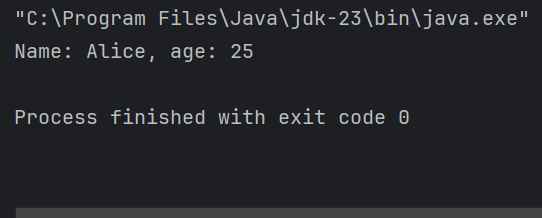 "C:\Program Files\Java\jdk-23\bin\java.exe"
Name: Alice, age: 25
Process finished with exit code 0